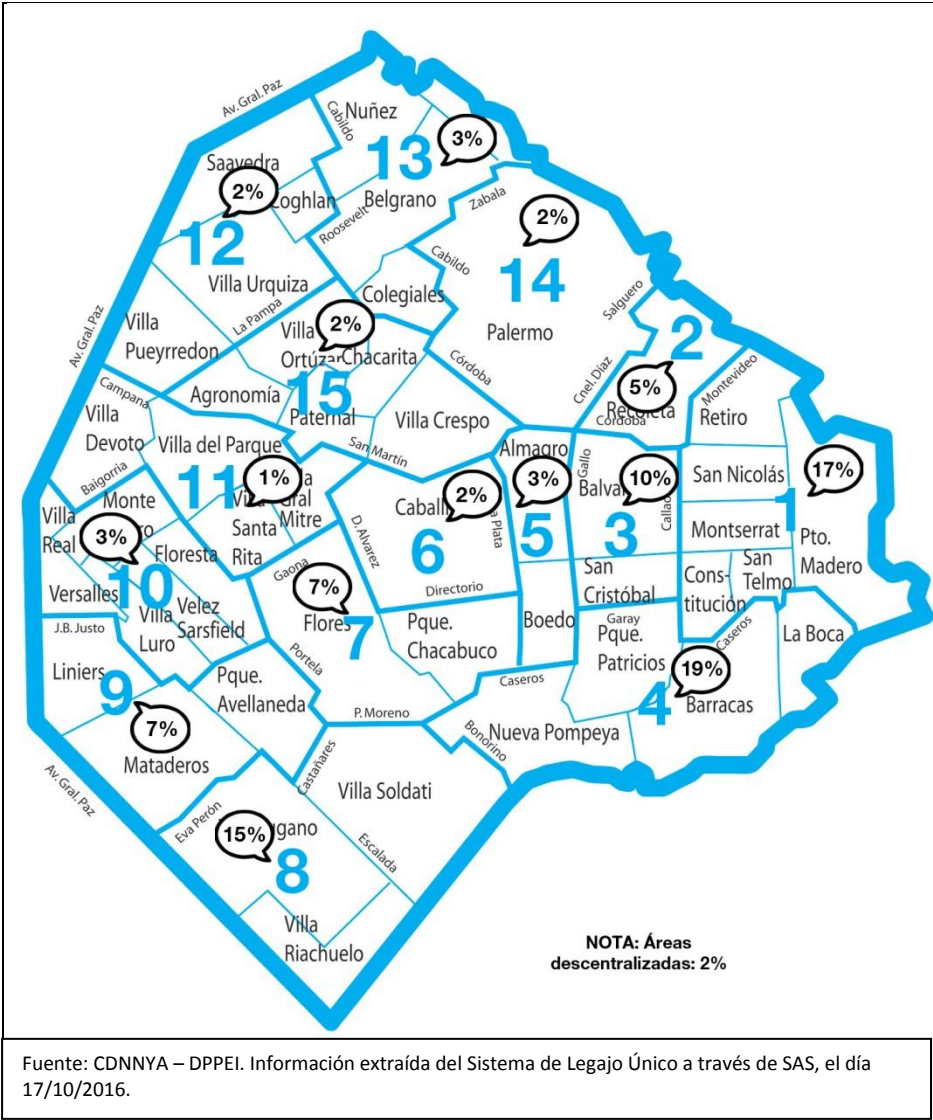 Av. Gral. Paz
Cabildo
Nuñez
13
3%
Saavedra
2%
Coghlan
12
Roosevelt
Belgrano
Zabala
2%
Cabildo
14
Villa Urquiza
Colegiales
Palermo
Salguero
La Pampa
Av. Gral. Paz
Villa
Pueyrredon
2%
Villa
Ortúzar
Chacarita
15
Agronomía
Paternal
Córdoba
Villa Crespo
San Martín
2
Cnel. Díaz
5%
Recoleta
Córdoba
Montevideo
Retiro
Campana
Villa
Devoto
Villa del Parque
11
1%
Gral
Mitre
Santa
Rita
Baigorria
Monte
3%
Villa
Real
10
Floresta
Versalles
Villa
Luro
Velez
Sarsfield
J.B. Justo
Almagro
3%
5
Gallo
10%
3
Callao
San Nicolás
17%
1
Montserrat
Pto.
Madero
2%
6
D. Alvarez
Directorio
Gaona
7%
Flores
7
Pque.
Chacabuco
Boedo
San
Cristóbal
Cons-
titución
San
Telmo
Garay
Pque.
Patricios
Caseros
La Boca
19%
4
Barracas
Liniers
9
7%
Mataderos
Pque.
Avellaneda
Portela
P. Moreno
Caseros
Bonorino
Nueva Pompeya
Av. Gral. Paz
Castañares
Villa Soldati
Eva Perón
15%
8
Escalada
Villa
Riachuelo
NOTA: Áreas
descentralizadas: 2%
Fuente: CDNNYA – DPPEI. Información extraída del Sistema de Legajo Único a través de SAS, el día
17/10/2016.